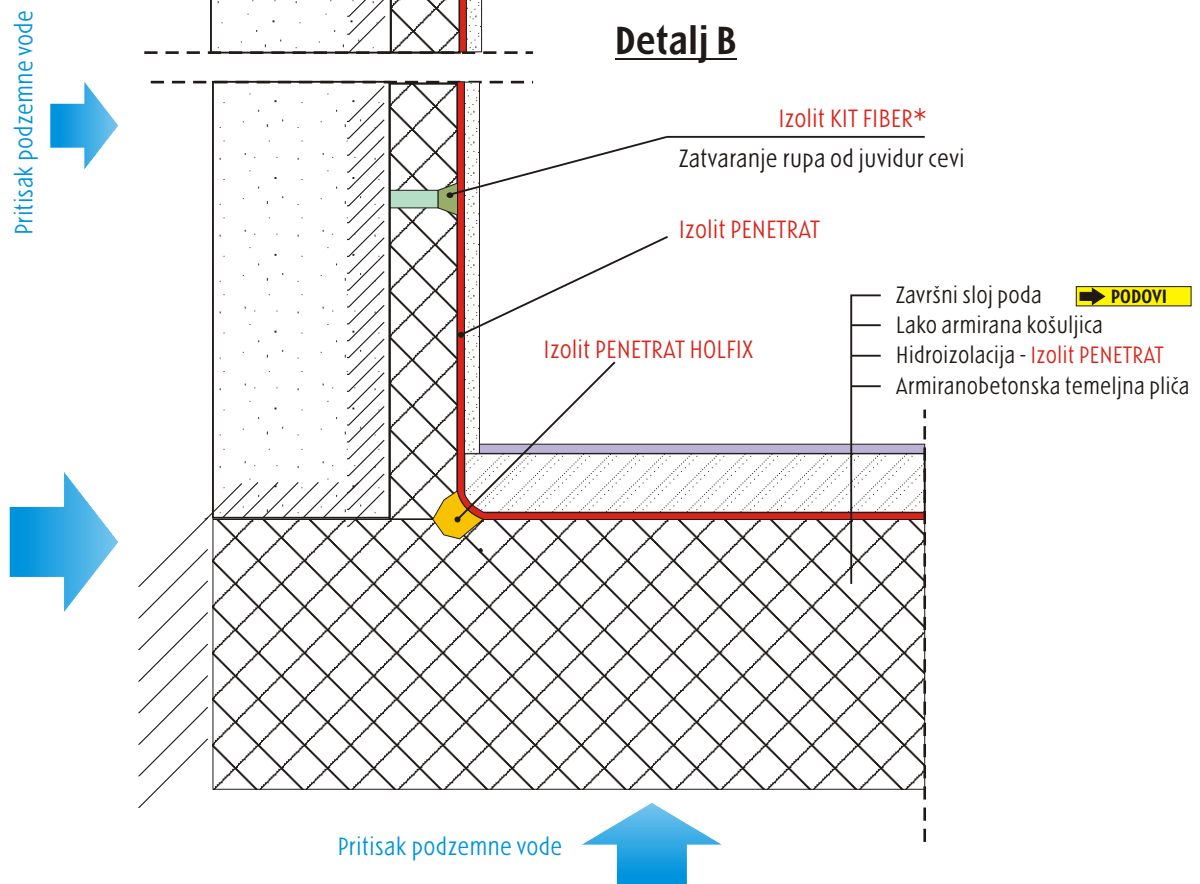 Detalj B
Pritisak podzemne vode
Izolit KIT FIBER*
Zatvaranje rupa od juvidur cevi
Izolit PENETRAT
Izolit PENETRAT HOLFIX
Završni sloj poda PODOVI
Lako armirana košuljica
Hidroizolacija - Izolit PENETRAT
Armiranobetonska temeljna pliča
Pritisak podzemne vode